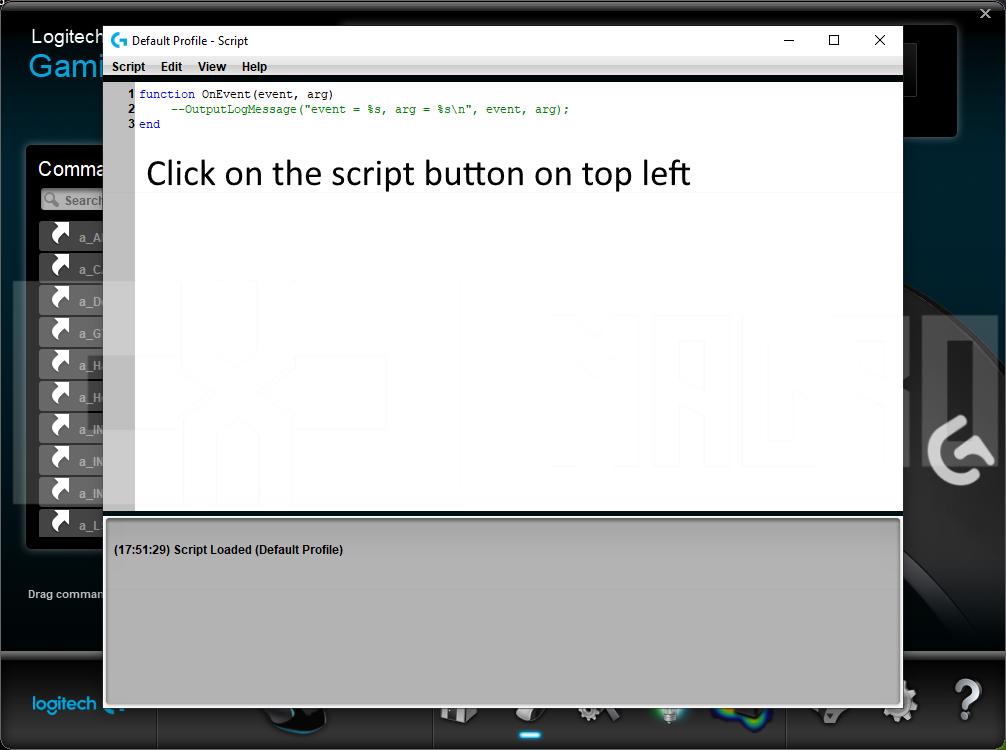 Logitech
Gami
Default Profile - Script
Script Edit View Help
1 function OnEvent(event, arg)
2 --OutputLogMessage("event = %s, arg = %s\n", event, arg);
3 end
Click on the script button on top left
Comma
Search
a_A
a_C
a_D
a_G
a_H
a_H
a_IN
a_IN
a_IN
a_L
(17:51:29) Script Loaded (Default Profile)
Drag comman
logitech
?